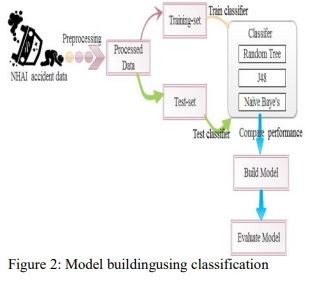 Train classifier
Training-set
Classifer
Preprocessing
Processed
Data
Random Tree
J48
NHAI accident data
Test-set
Naive Baye's
Test classifier
Compare performance
Build Model
Evaluate Model
Figure 2: Model buildingusing classification